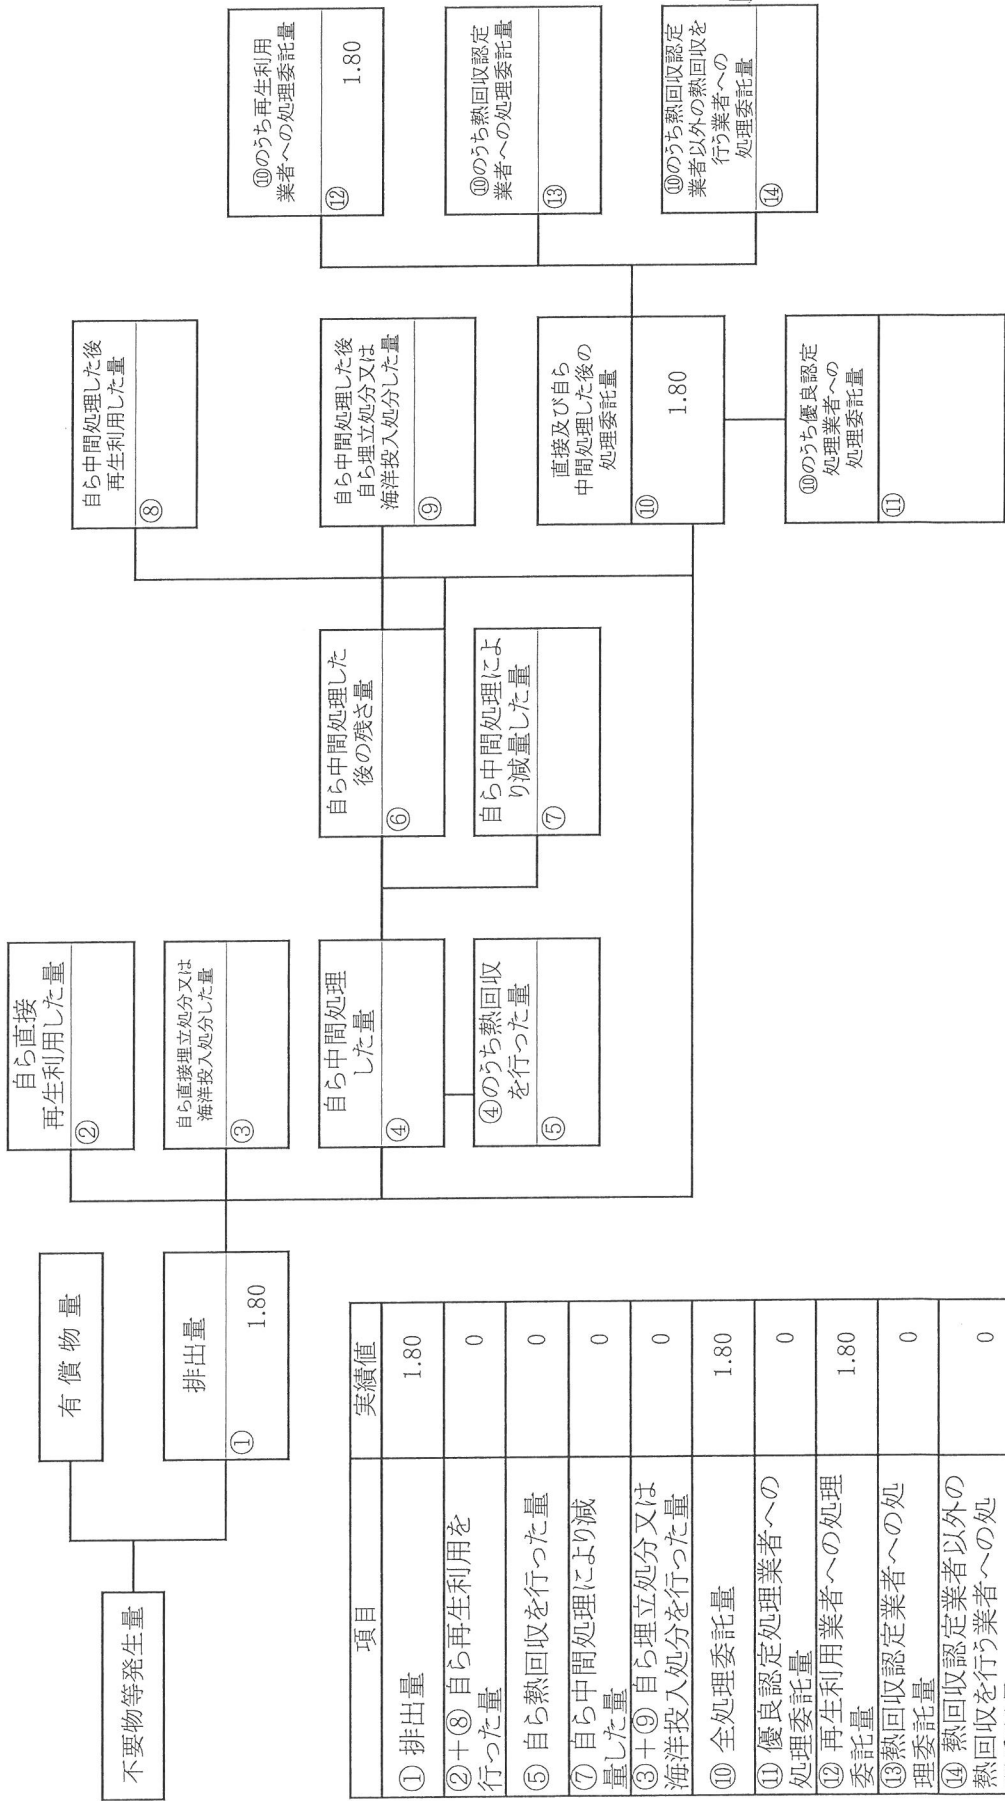 不要物等発生量
有 償 物 量
排出量
① 1.80
自ら直接
再生利用した量
②
自ら直接埋立処分又は
海洋投入処分した量
③
自ら中間処理
した量
④
④のうち熱回収
を行った量
⑤
自ら中間処理した
後の残さ量
⑥
自ら中間処理によ
り減量した量
⑦
自ら中間処理した後
再生利用した量
⑧
自ら中間処理した後
自ら埋立処分又は
海洋投入処分した量
⑨
直接及び自ら
中間処理した後の
処理委託量
⑩ 1.80
⑩のうち優良認定
処理業者への
処理委託量
⑪
⑩のうち再生利用
業者への処理委託量
⑫ 1.80
⑩のうち熱回収認定
業者への処理委託量
⑬
⑩のうち熱回収認定
業者以外の熱回収を
行う業者への
処理委託量
⑭
項目 実績値
① 排出量 1.80
②+⑧ 自ら再生利用を
行った量 0
⑤ 自ら熱回収を行った量 0
⑦ 自ら中間処理により減
量した量 0
③+⑨ 自ら埋立処分又は
海洋投入処分を行った量 0
⑩ 全処理委託量 1.80
⑪ 優良認定処理業者への
処理委託量 0
⑫ 再生利用業者への処理
委託量 1.80
⑬熱回収認定業者への処
理委託量 0
⑭ 熱回収認定業者以外の
熱回収を行う業者への処 0